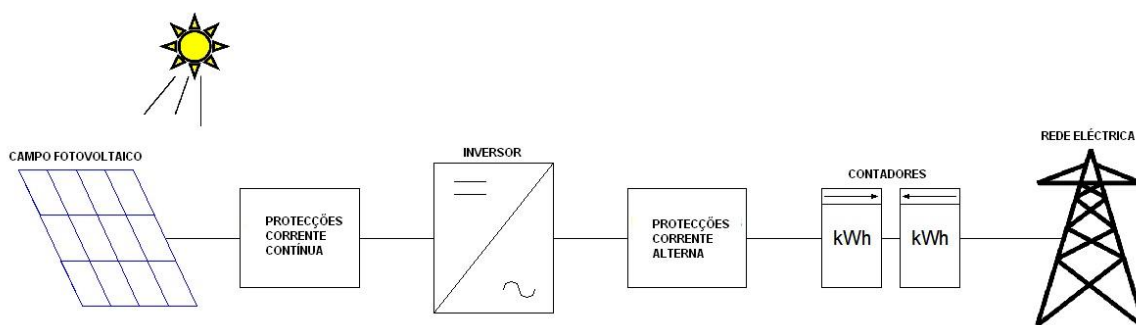 CAMPO FOTOVOLTAICO
PROTECÇÕES
CORRENTE
CONTÍNUA
INVERSOR
PROTECÇÕES
CORRENTE
ALTERNA
CONTADORES
kWh
kWh
REDE ELÉCTRICA